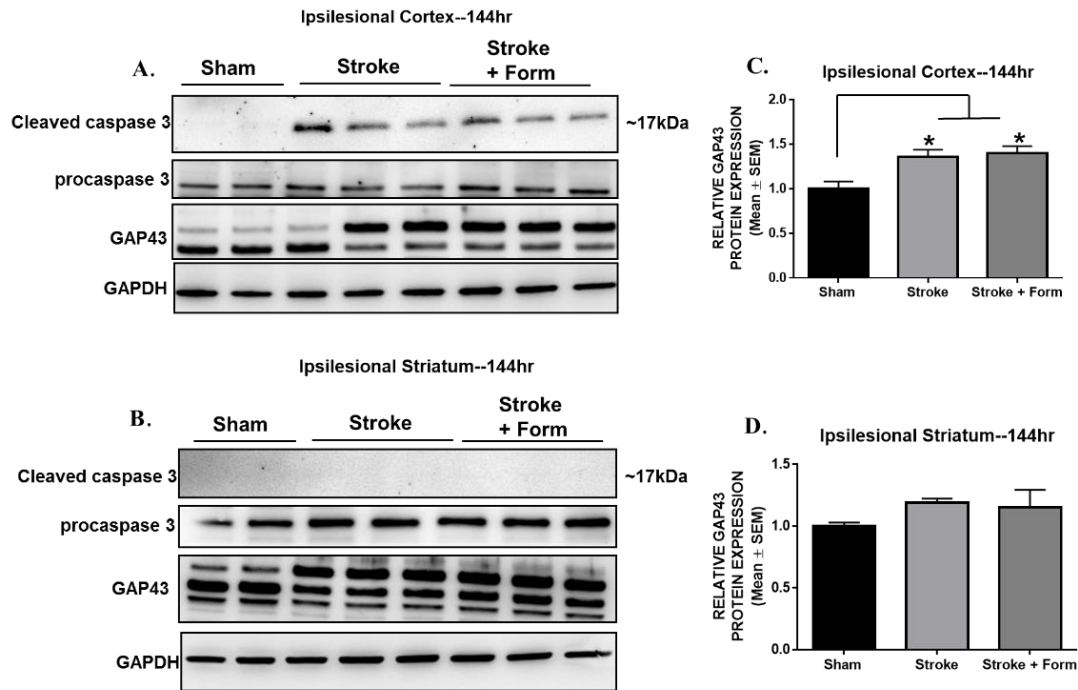 Ipsilesional Cortex--144hr
A.
Sham
Stroke
Stroke
+ Form
Cleaved caspase 3
~17kDa
procaspase 3
GAP43
GAPDH
C.
Ipsilesional Cortex--144hr
RELATIVE GAP43
PROTEIN EXPRESSION
(Mean ± SEM)
2.0
1.5
1.0
0.5
0.0
*
*
Sham
Stroke
Stroke + Form
Ipsilesional Striatum--144hr
B.
Sham
Stroke
Stroke
+ Form
Cleaved caspase 3
~17kDa
procaspase 3
GAP43
GAPDH
D.
Ipsilesional Striatum--144hr
RELATIVE GAP43
PROTEIN EXPRESSION
(Mean ± SEM)
1.5
1.0
0.5
0.0
Sham
Stroke
Stroke + Form